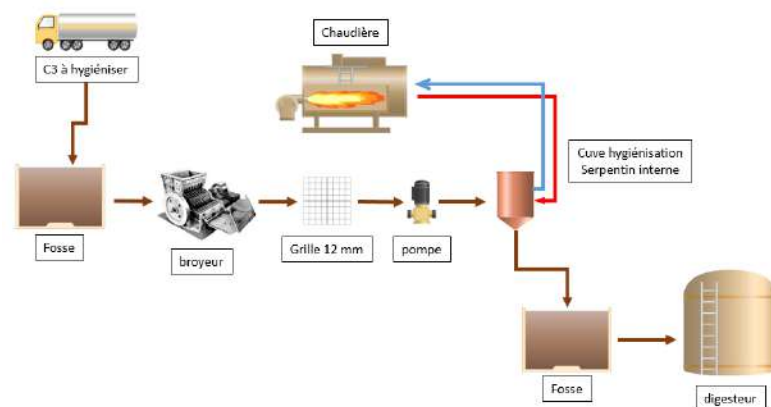 Chaudière
C3 à hygiéniser
Cuve hygiénisation
Serpentin interne
Fosse
broyeur
Grille 12 mm
pompe
Fosse
digesteur